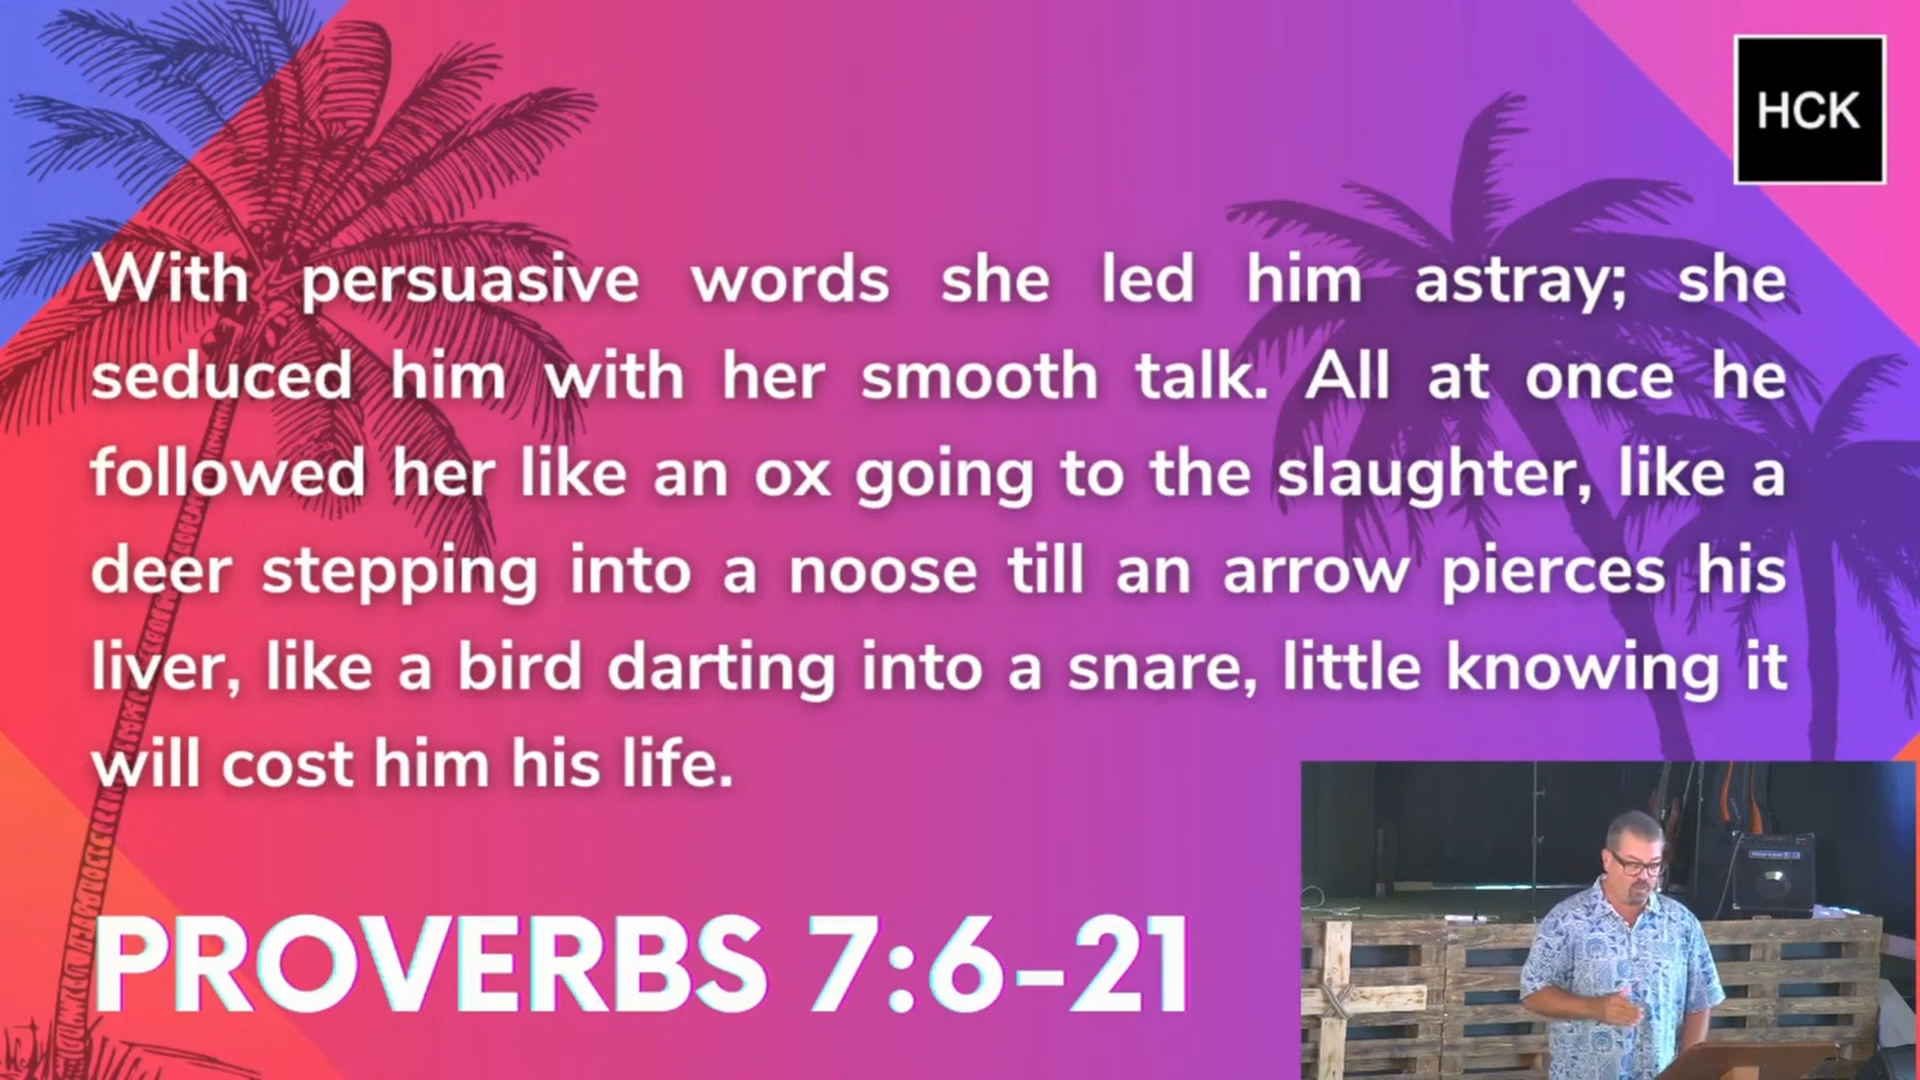 HCK
With persuasive words she led him astray; she
seduced him with her smooth talk. All at once he
followed her like an ox going to the slaughter, like a
deer stepping into a noose till an arrow pierces his
liver, like a bird darting into a snare, little knowing it
will cost him his life.
PROVERBS 7:6-21